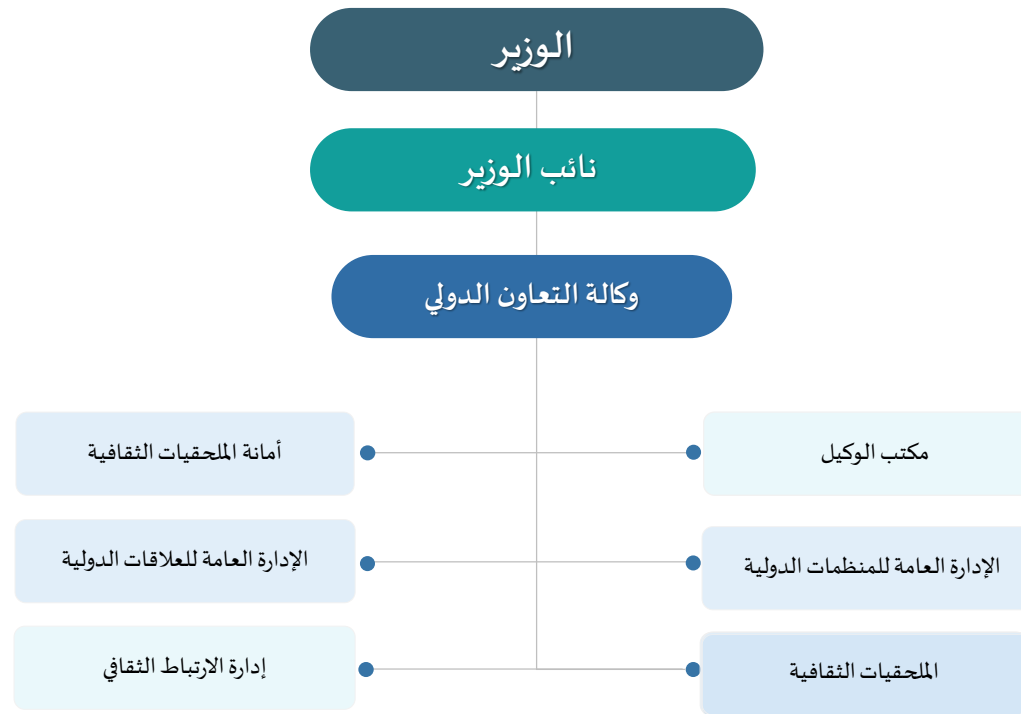 الوزير
نائب الوزير
وكالة التعاون الدولي
مكتب الوكيل
أمانة الملحقيات الثقافية
الإدارة العامة للمنظمات الدولية
الإدارة العامة للعلاقات الدولية
الملحقيات الثقافية
إدارة الارتباط الثقافي